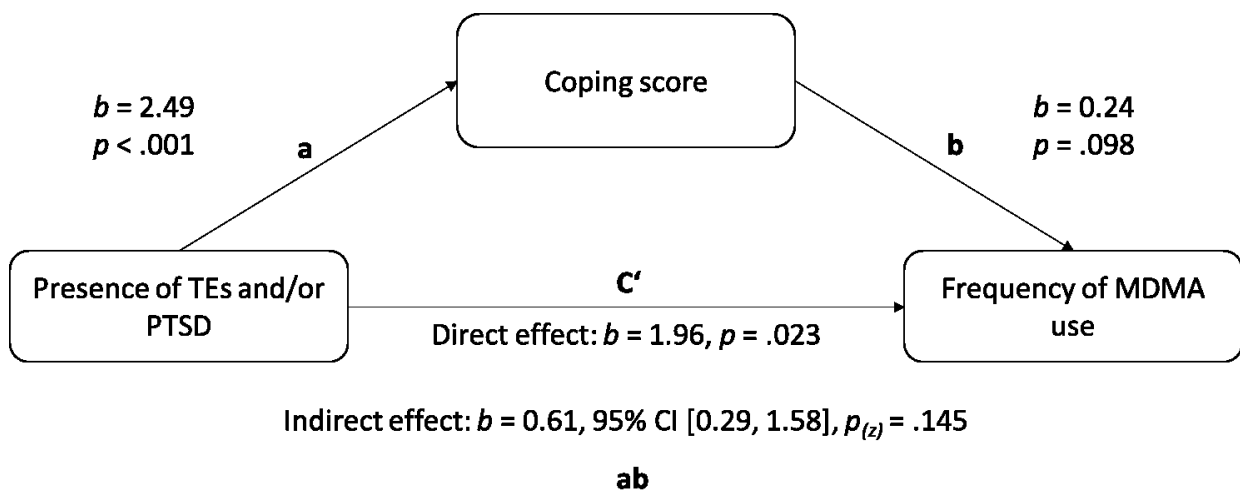 Coping score
b = 2.49
p < .001
a
b
b = 0.24
p = .098
Presence of TEs and/or
PTSD
C‘
Direct effect: b = 1.96, p = .023
Frequency of MDMA
use
Indirect effect: b = 0.61, 95% CI [0.29, 1.58], p(z) = .145
ab